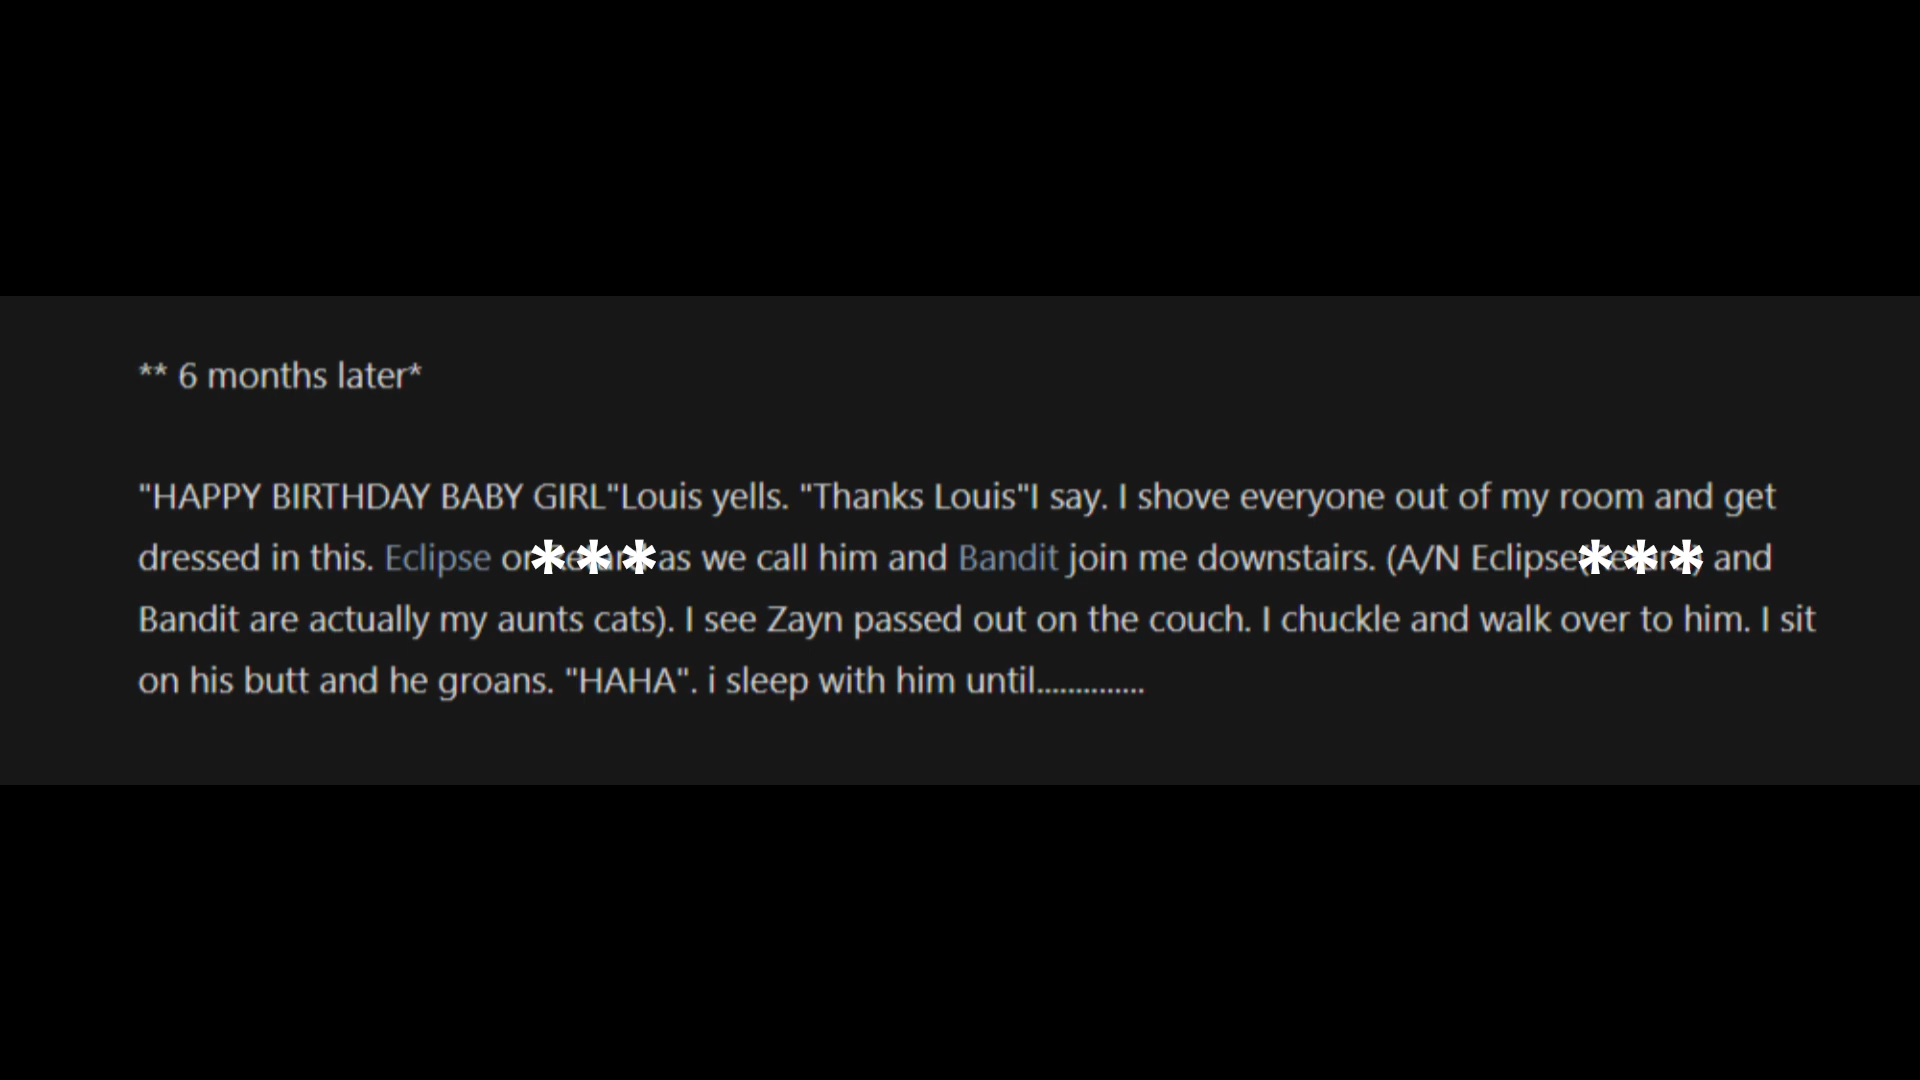 ** 6 months later*
"HAPPY BIRTHDAY BABY GIRL"Louis yells. "Thanks Louis"I say. I shove everyone out of my room and get
dressed in this. Eclipse or *** as we call him and Bandit join me downstairs. (A/N Eclipse(***) and
Bandit are actually my aunts cats). I see Zayn passed out on the couch. I chuckle and walk over to him. I sit
on his butt and he groans. "HAHA". i sleep with him until..............